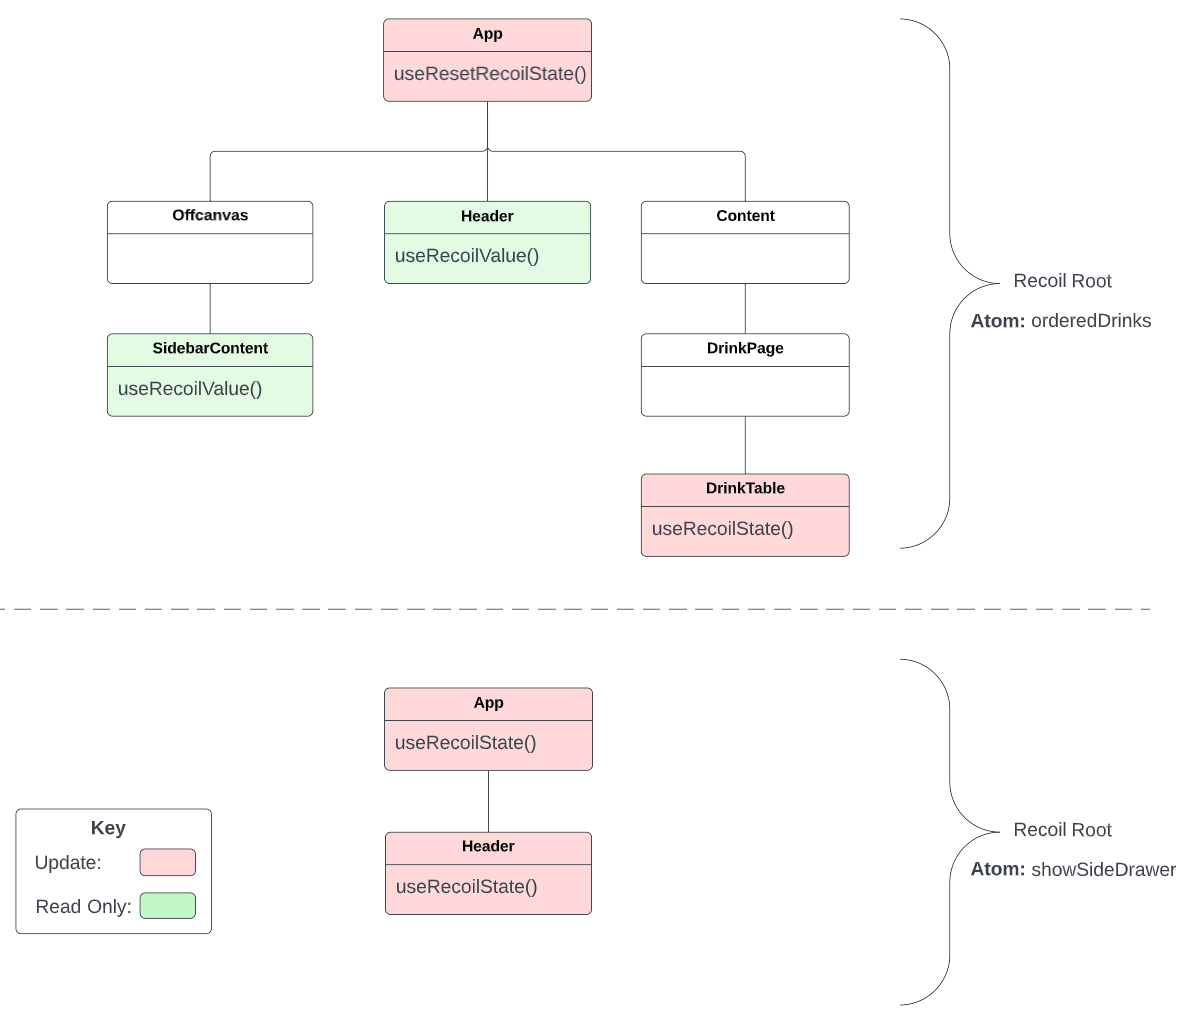 App
useResetRecoilState()
Offcanvas
Header
useRecoilValue()
Content
SidebarContent
useRecoilValue()
DrinkPage
DrinkTable
useRecoilState()
Recoil Root
Atom: orderedDrinks
App
useRecoilState()
Header
useRecoilState()
Recoil Root
Atom: showSideDrawer
Key
Update:
Read Only: